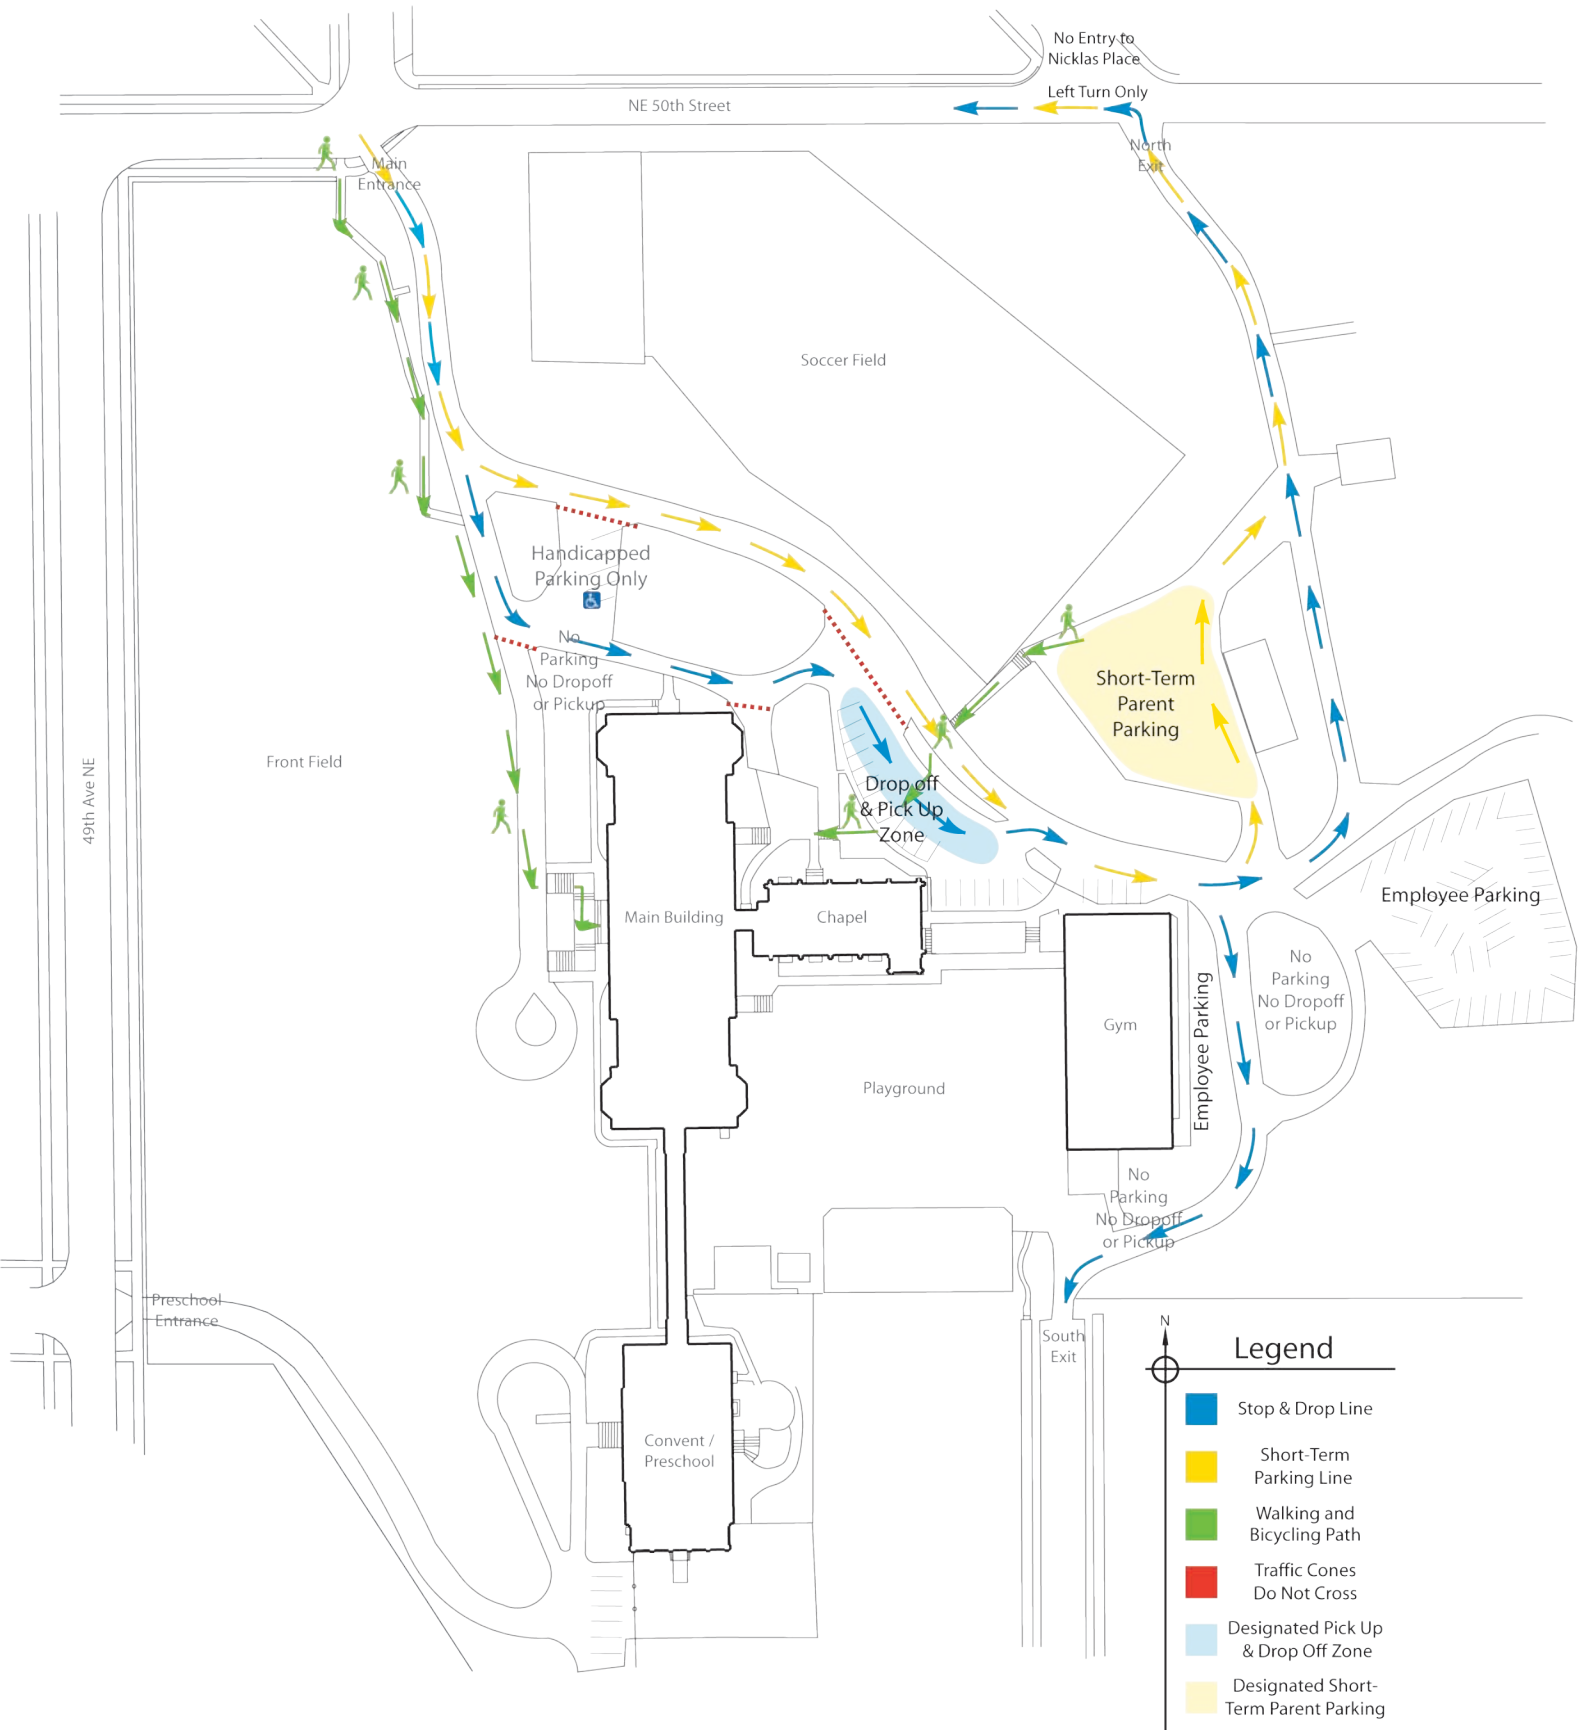 No Entry to
Nicklas Place
Left Turn Only
NE 50th Street
North
Exit
Main
Entrance
Soccer Field
Handicapped
Parking Only
No
Parking
No Dropoff
or Pickup
Short-Term
Parent
Parking
Front Field
49th Ave NE
Drop off
& Pick Up
Zone
Employee Parking
Main Building
Chapel
No
Parking
No Dropoff
or Pickup
Employee Parking
Gym
Playground
No
Parking
No Dropoff
or Pickup
Preschool
Entrance
South
Exit
N
Legend
Stop & Drop Line
Short-Term
Parking Line
Walking and
Bicycling Path
Traffic Cones
Do Not Cross
Designated Pick Up
& Drop Off Zone
Designated Short-
Term Parent Parking
Convent /
Preschool